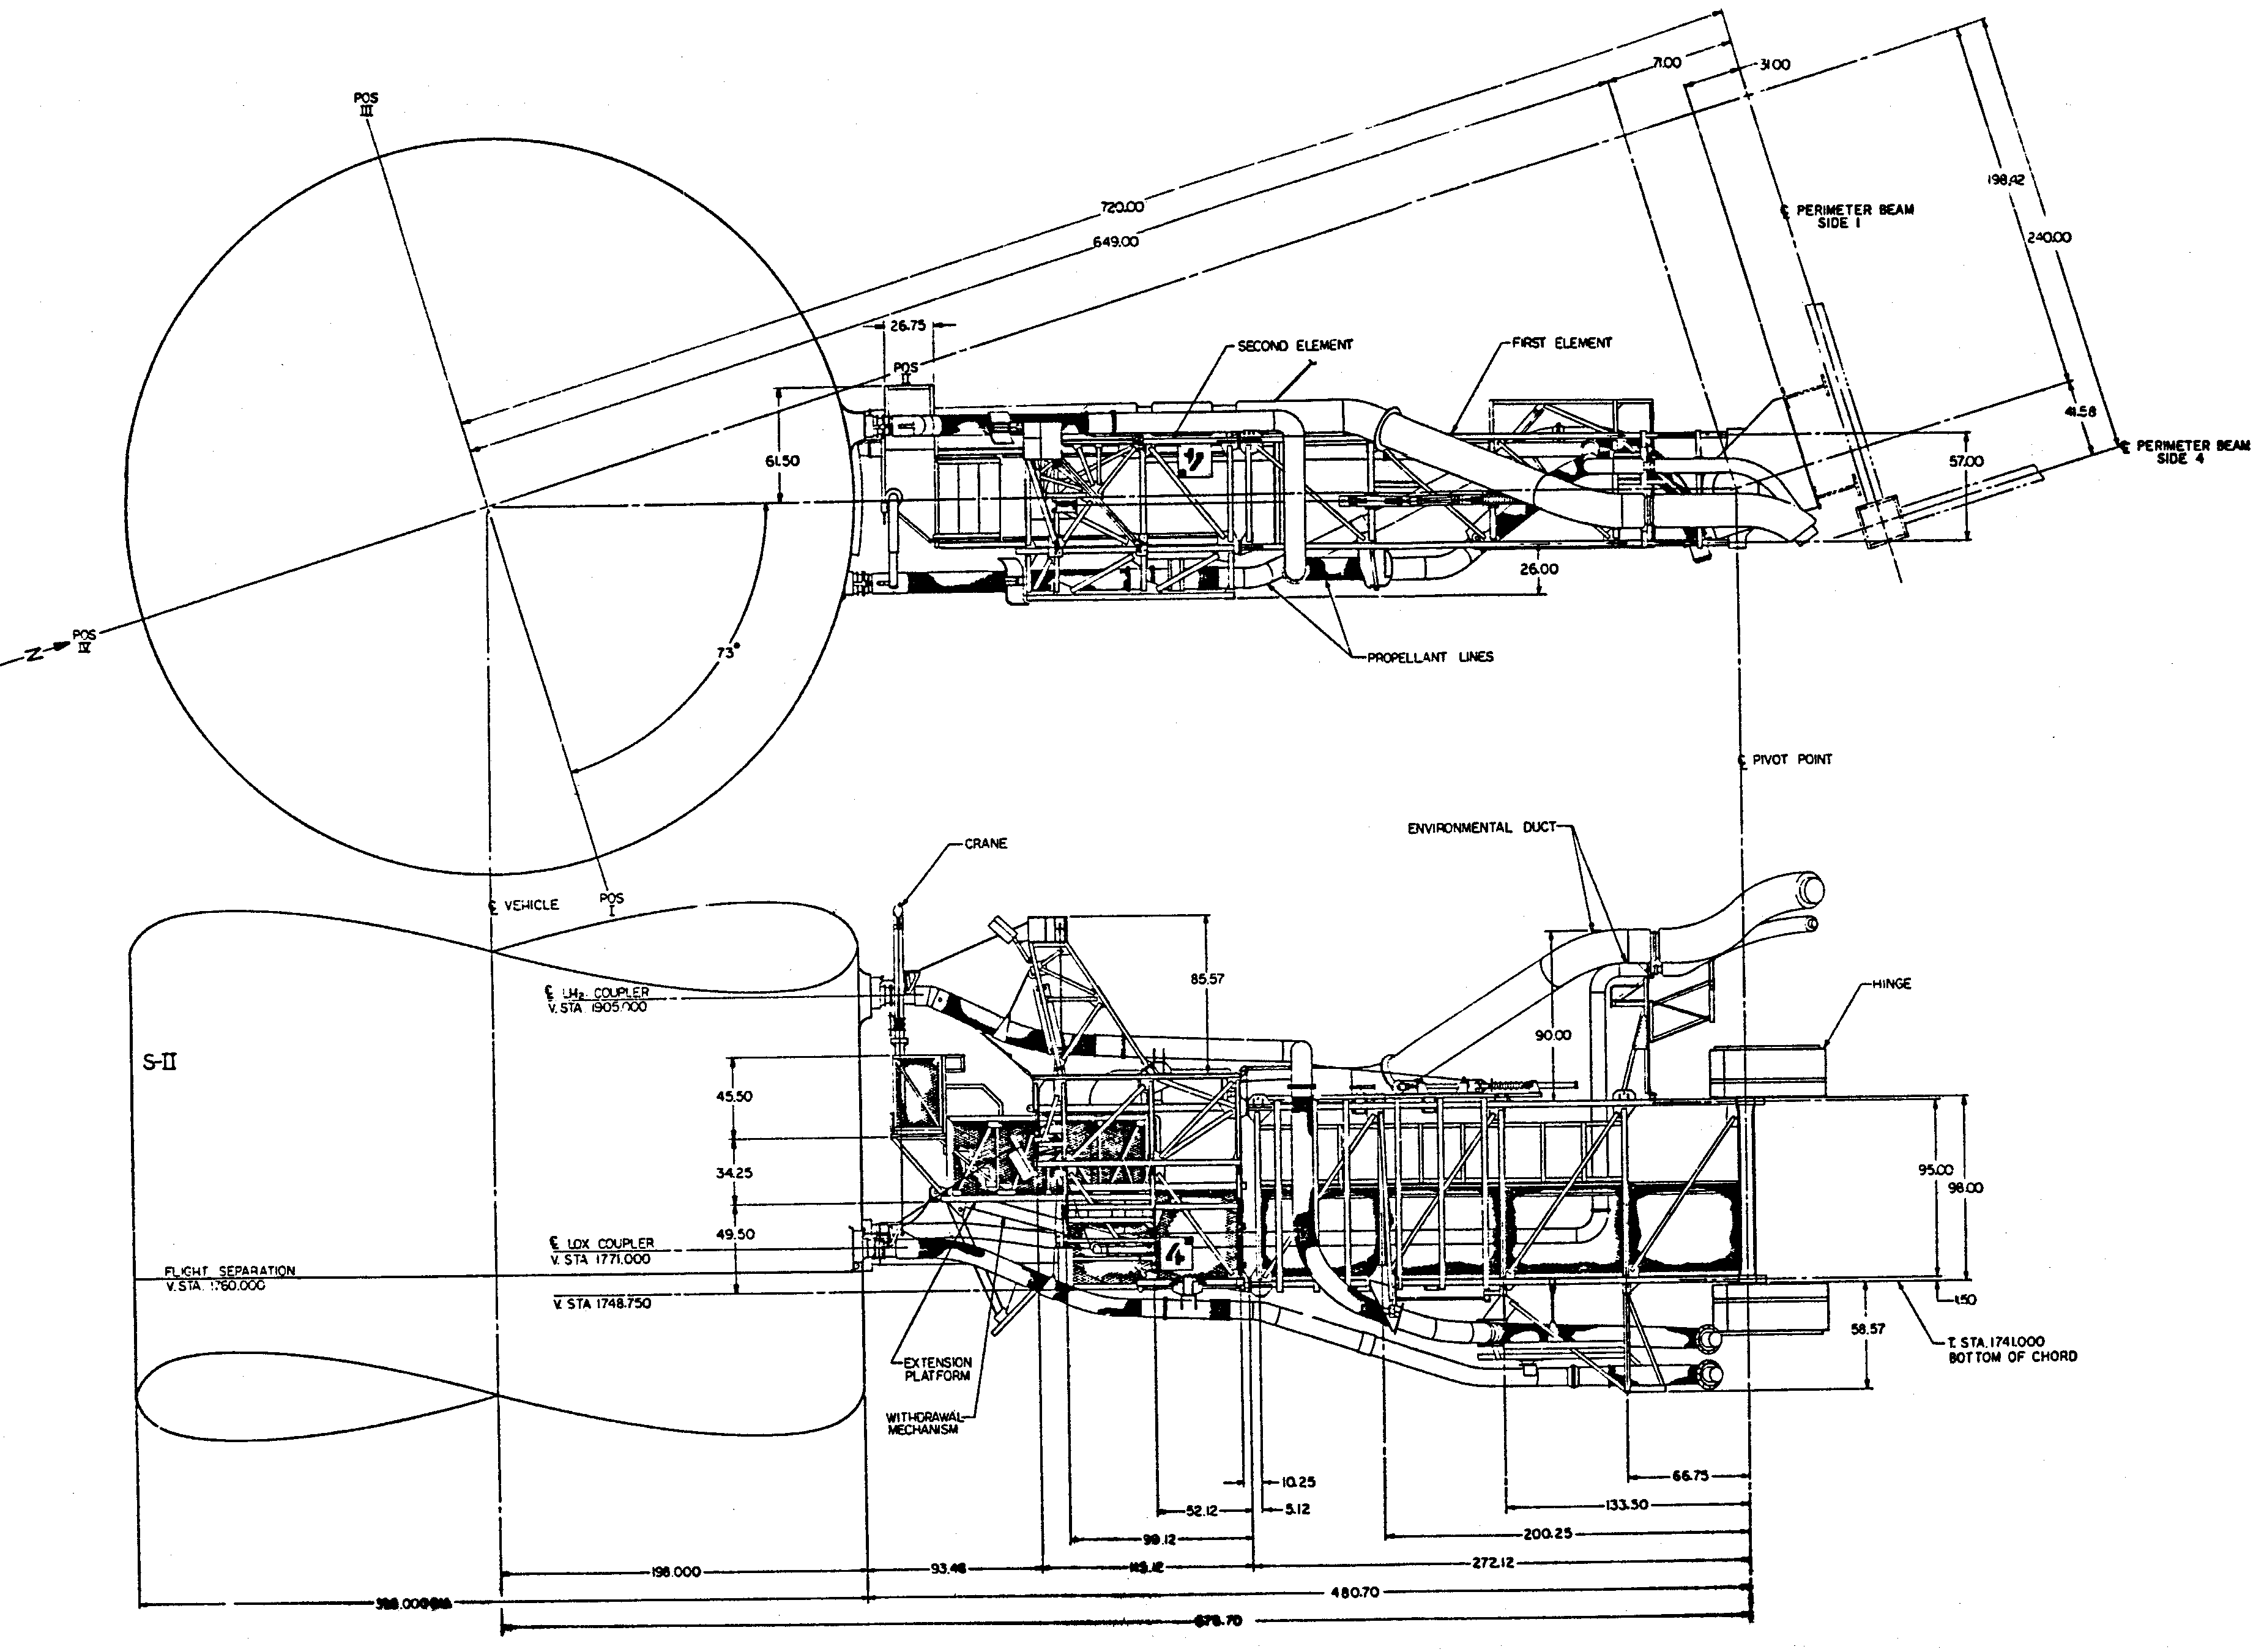 POS
III
71.00
31.00
198.42
720.00
PERIMETER BEAM
SIDE 1
649.00
240.00
26.75
SECOND ELEMENT
FIRST ELEMENT
POS
II
41.58
PERIMETER BEAM
SIDE 4
61.50
4
57.00
26.00
POS
IV
N
73°
PROPELLANT LINES
℄ PIVOT POINT
ENVIRONMENTAL DUCT
CRANE
POS
I
℄ VEHICLE
85.57
HINGE
℄ LH2 COUPLER
V. STA 1905.000
90.00
S-II
45.50
34.25
95.00
98.00
49.50
℄ LOX COUPLER
V. STA 1771.000
4
FLIGHT SEPARATION
V. STA. 1760.000
V. STA 1748.750
1.50
58.57
T. STA. 1741.000
BOTTOM OF CHORD
EXTENSION
PLATFORM
WITHDRAWAL
MECHANISM
66.75
10.25
133.50
52.12
5.12
200.25
99.12
272.12
198.000
93.46
480.70
678.70